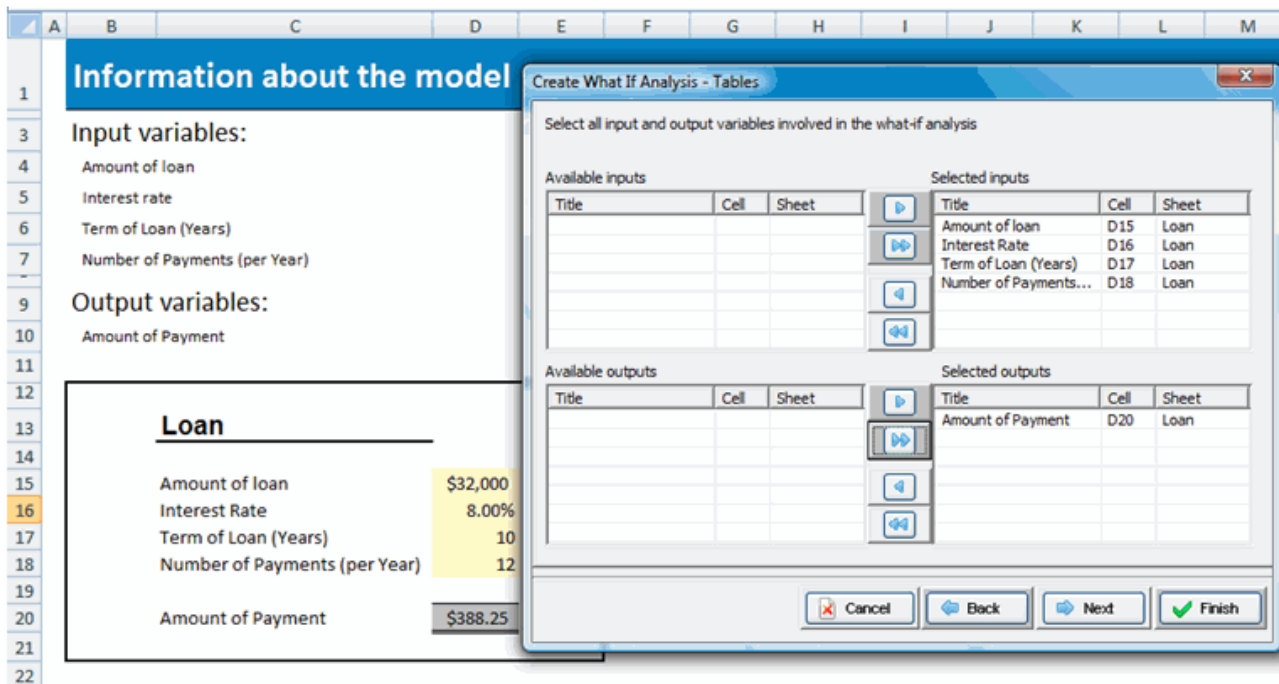 A B C D E F G H I J K L M
1 Information about the model
3 Input variables:
4 Amount of loan
5 Interest rate
6 Term of Loan (Years)
7 Number of Payments (per Year)
9 Output variables:
10 Amount of Payment
11
12
13 Loan
14
15 Amount of loan $32,000
16 Interest Rate 8.00%
17 Term of Loan (Years) 10
18 Number of Payments (per Year) 12
19
20 Amount of Payment $388.25
21
22
Create What If Analysis - Tables
Select all input and output variables involved in the what-if analysis
Available inputs
Title Cell Sheet
Selected inputs
Title Cell Sheet
Amount of loan D15 Loan
Interest Rate D16 Loan
Term of Loan (Years) D17 Loan
Number of Payments... D18 Loan
Available outputs
Title Cell Sheet
Selected outputs
Title Cell Sheet
Amount of Payment D20 Loan
Cancel Back Next Finish